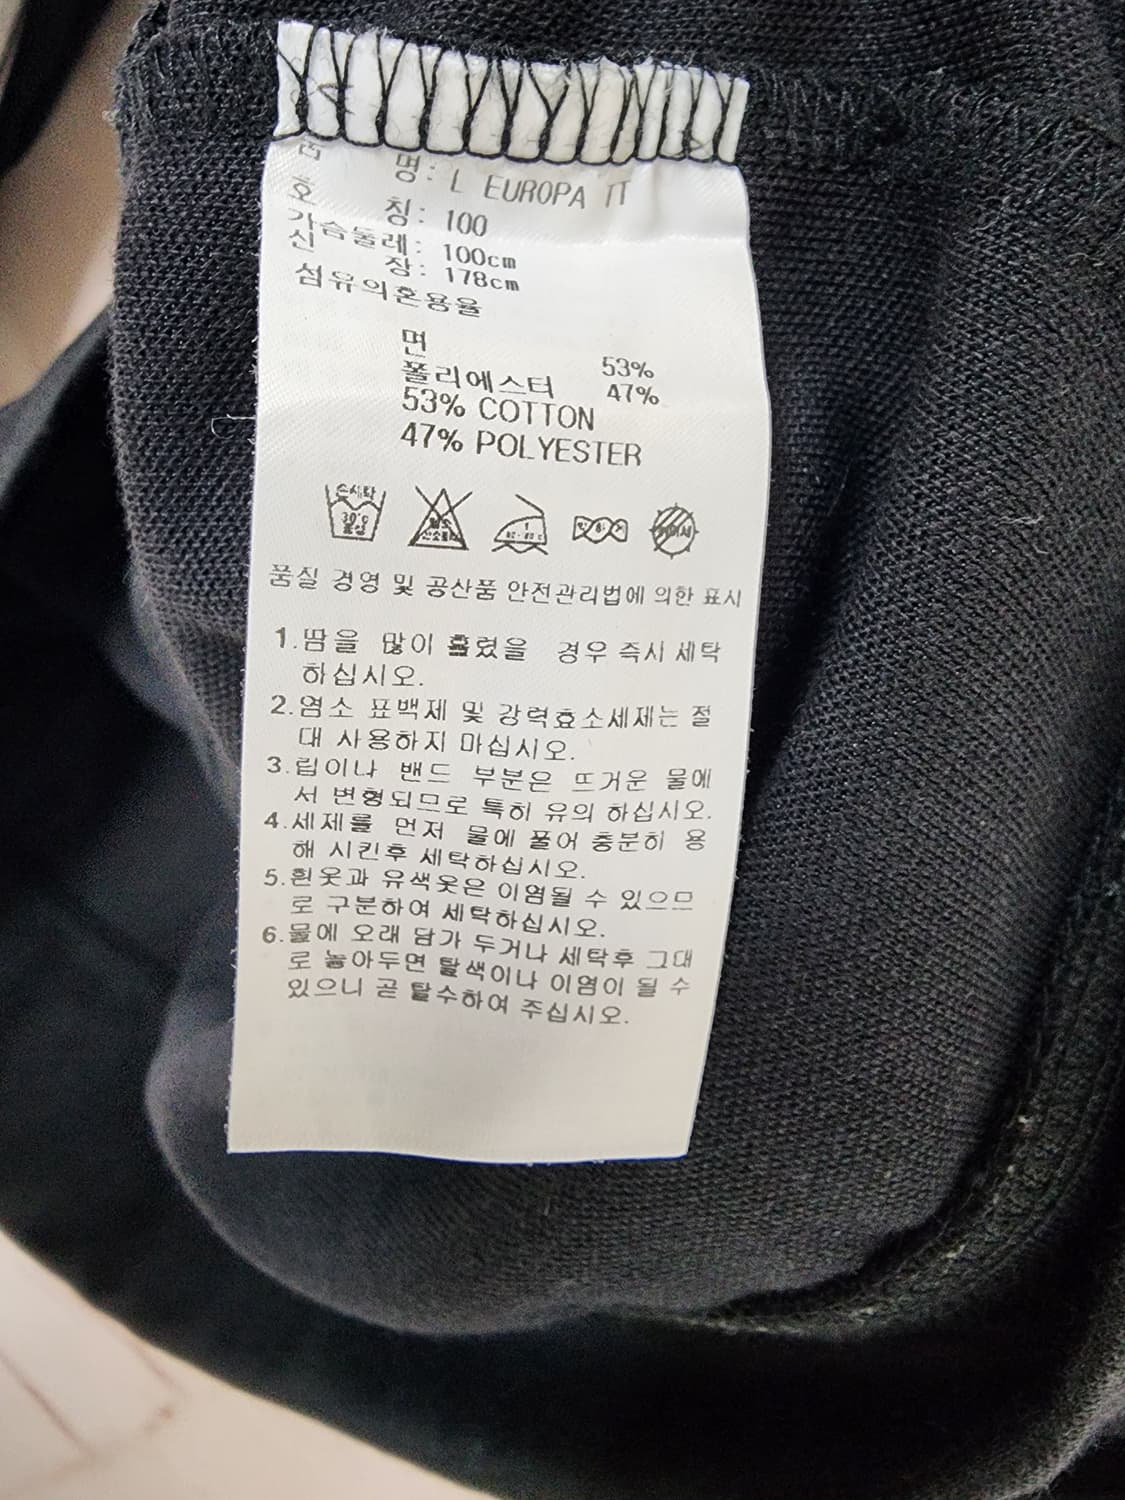 명: L EUROPA TT
호 칭: 100
가슴둘레: 100cm
신 장: 178cm
섬유의혼용율
면 53%
폴리에스터 47%
53% COTTON
47% POLYESTER
손세탁
30℃
중성
품질 경영 및 공산품 안전관리법에 의한 표시
1.땀을 많이 흘렸을 경우 즉시 세탁
하십시오.
2.염소 표백제 및 강력효소세제는 절
대 사용하지 마십시오.
3.립이나 밴드 부분은 뜨거운 물에
서 변형되므로 특히 유의 하십시오.
4.세제를 먼저 물에 풀어 충분히 용
해 시킨후 세탁하십시오.
5.흰옷과 유색옷은 이염될 수 있으므
로 구분하여 세탁하십시오.
6.물에 오래 담가 두거나 세탁후 그대
로 놓아두면 탈색이나 이염이 될 수
있으니 곧 탈수하여 주십시오.